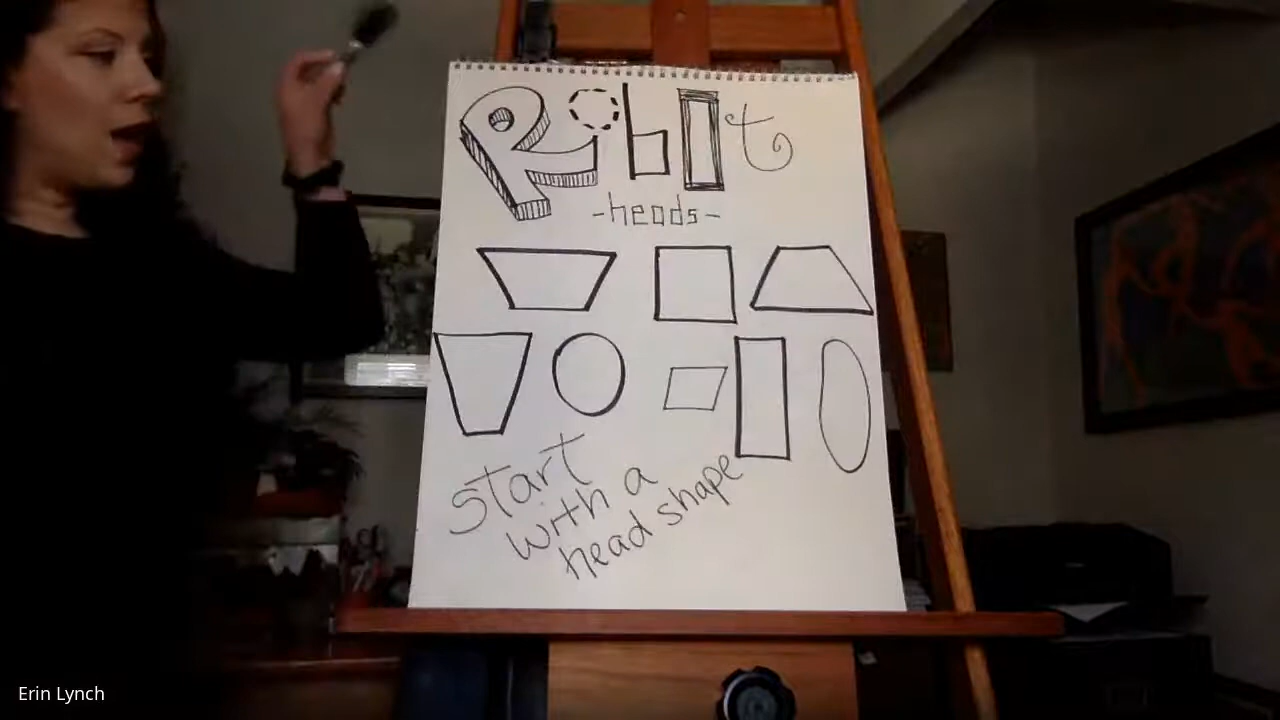 Robot
-heads-
start
with a
head shape
Erin Lynch